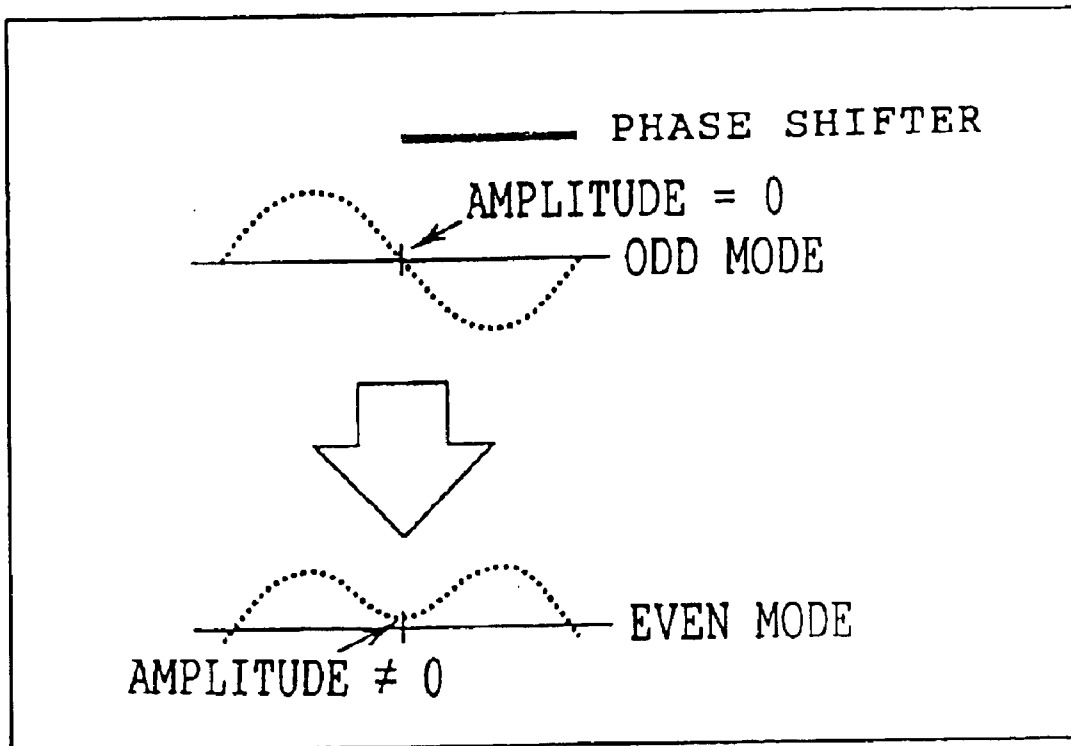 PHASE SHIFTER
AMPLITUDE = 0
ODD MODE
EVEN MODE
AMPLITUDE ≠ 0